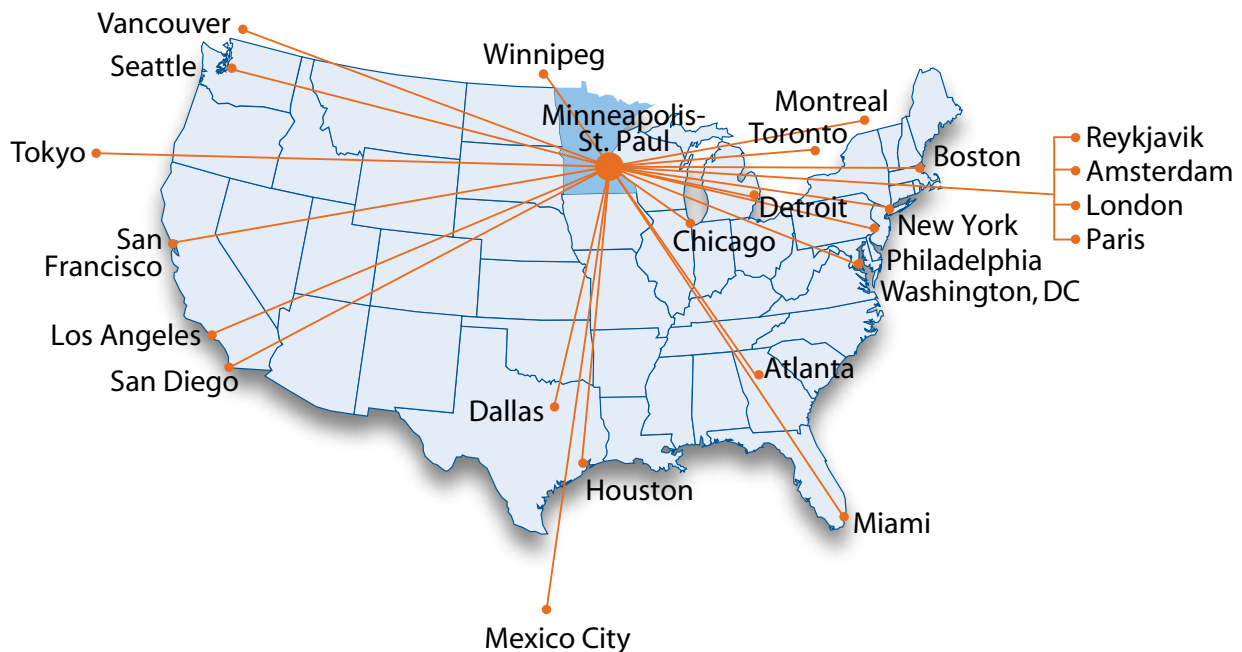 Vancouver
Seattle
Winnipeg
Minneapolis-
St. Paul
Montreal
Toronto
Boston
Reykjavik
Amsterdam
London
Paris
Tokyo
Detroit
New York
Chicago
San
Francisco
Philadelphia
Washington, DC
Los Angeles
San Diego
Atlanta
Dallas
Houston
Miami
Mexico City